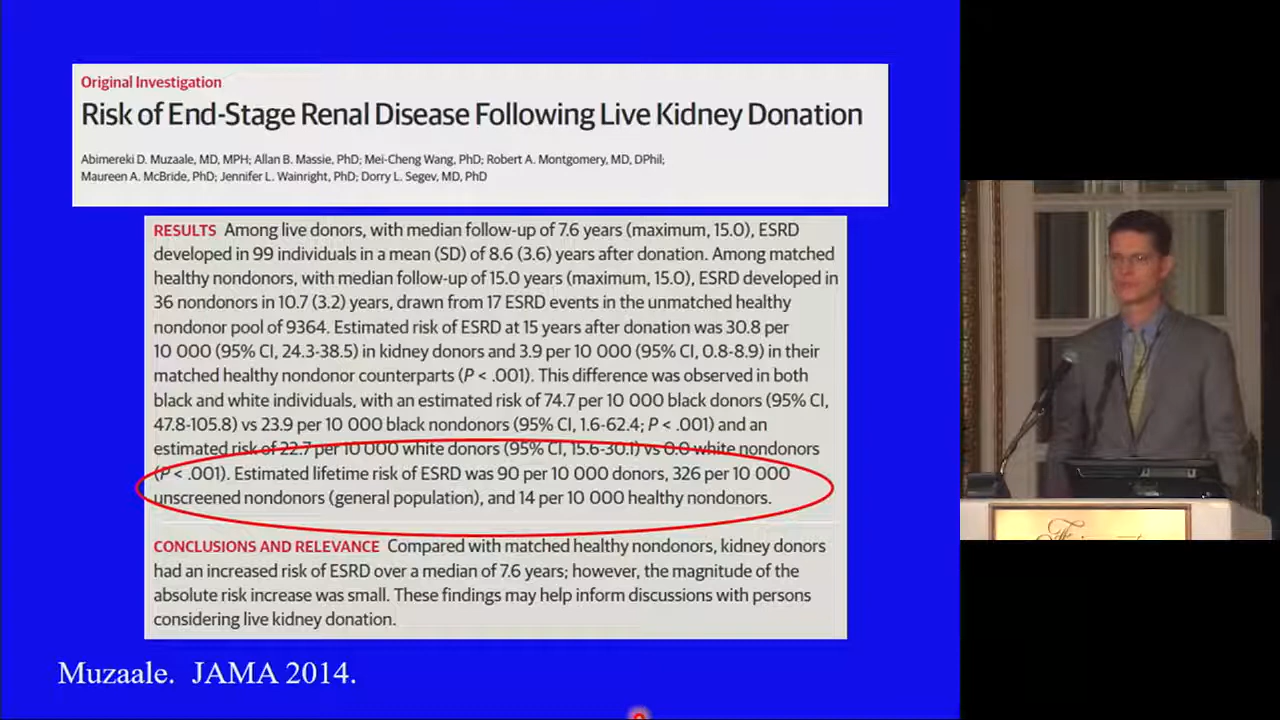 Original Investigation
Risk of End-Stage Renal Disease Following Live Kidney Donation
Abimereki D. Muzaale, MD, MPH; Allan B. Massie, PhD; Mei-Cheng Wang, PhD; Robert A. Montgomery, MD, DPhil;
Maureen A. McBride, PhD; Jennifer L. Wainright, PhD; Dorry L. Segev, MD, PhD
RESULTS Among live donors, with median follow-up of 7.6 years (maximum, 15.0), ESRD
developed in 99 individuals in a mean (SD) of 8.6 (3.6) years after donation. Among matched
healthy nondonors, with median follow-up of 15.0 years (maximum, 15.0), ESRD developed in
36 nondonors in 10.7 (3.2) years, drawn from 17 ESRD events in the unmatched healthy
nondonor pool of 9364. Estimated risk of ESRD at 15 years after donation was 30.8 per
10 000 (95% CI, 24.3-38.5) in kidney donors and 3.9 per 10 000 (95% CI, 0.8-8.9) in their
matched healthy nondonor counterparts (P < .001). This difference was observed in both
black and white individuals, with an estimated risk of 74.7 per 10 000 black donors (95% CI,
47.8-105.8) vs 23.9 per 10 000 black nondonors (95% CI, 1.6-62.4; P < .001) and an
estimated risk of 22.7 per 10 000 white donors (95% CI, 15.6-30.1) vs 0.0 white nondonors
(P < .001). Estimated lifetime risk of ESRD was 90 per 10 000 donors, 326 per 10 000
unscreened nondonors (general population), and 14 per 10 000 healthy nondonors.
CONCLUSIONS AND RELEVANCE Compared with matched healthy nondonors, kidney donors
had an increased risk of ESRD over a median of 7.6 years; however, the magnitude of the
absolute risk increase was small. These findings may help inform discussions with persons
considering live kidney donation.
Muzaale. JAMA 2014.
The